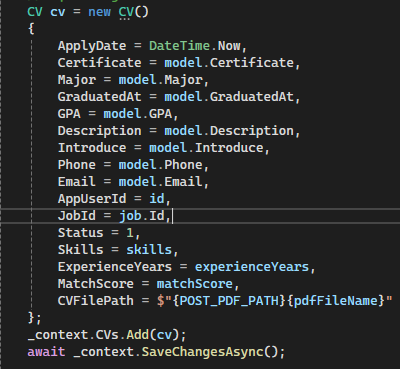 CV cv = new CV()
{
ApplyDate = DateTime.Now,
Certificate = model.Certificate,
Major = model.Major,
GraduatedAt = model.GraduatedAt,
GPA = model.GPA,
Description = model.Description,
Introduce = model.Introduce,
Phone = model.Phone,
Email = model.Email,
AppUserId = id,
JobId = job.Id,
Status = 1,
Skills = skills,
ExperienceYears = experienceYears,
MatchScore = matchScore,
CVFilePath = $"{POST_PDF_PATH}{pdfFileName}"
};
_context.CVs.Add(cv);
await _context.SaveChangesAsync();